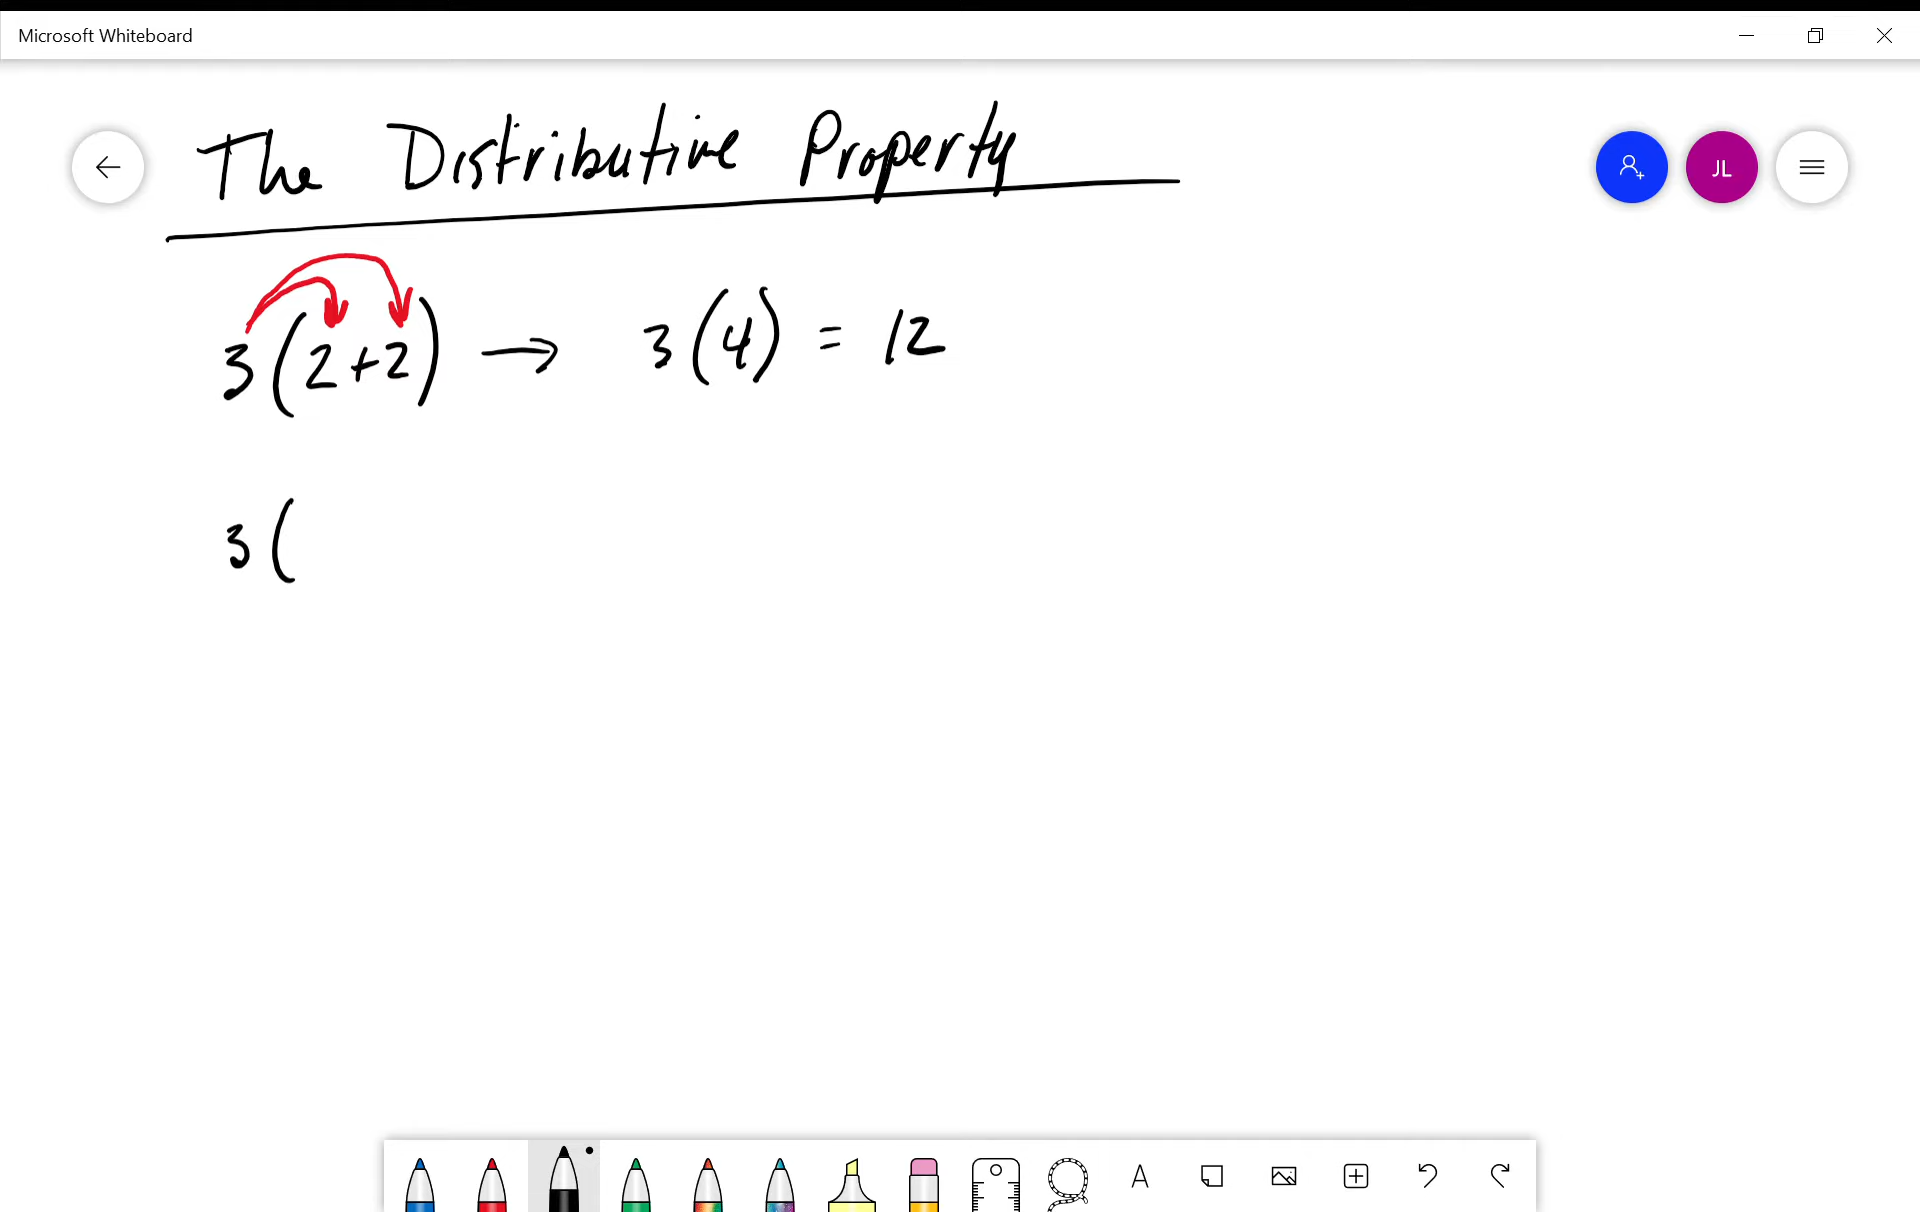 Microsoft Whiteboard
The Distributive Property
JL
3(2+2) → 3(4) = 12
3(
A